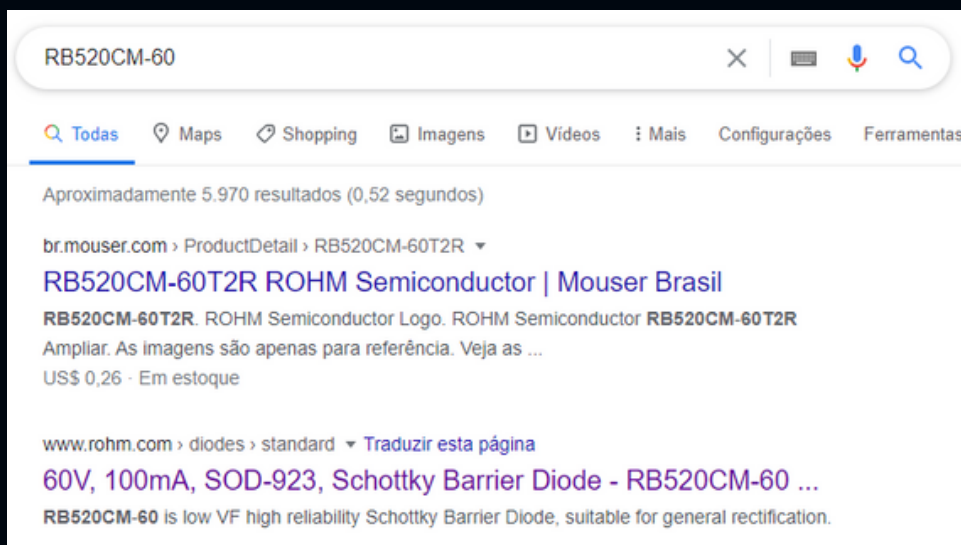 RB520CM-60
Todas Maps Shopping Imagens Vídeos Mais Configurações Ferramentas
Aproximadamente 5.970 resultados (0,52 segundos)
br.mouser.com › ProductDetail › RB520CM-60T2R
RB520CM-60T2R ROHM Semiconductor | Mouser Brasil
RB520CM-60T2R. ROHM Semiconductor Logo. ROHM Semiconductor RB520CM-60T2R
Ampliar. As imagens são apenas para referência. Veja as ...
US$ 0,26 · Em estoque
www.rohm.com › diodes › standard Traduzir esta página
60V, 100mA, SOD-923, Schottky Barrier Diode - RB520CM-60 ...
RB520CM-60 is low VF high reliability Schottky Barrier Diode, suitable for general rectification.